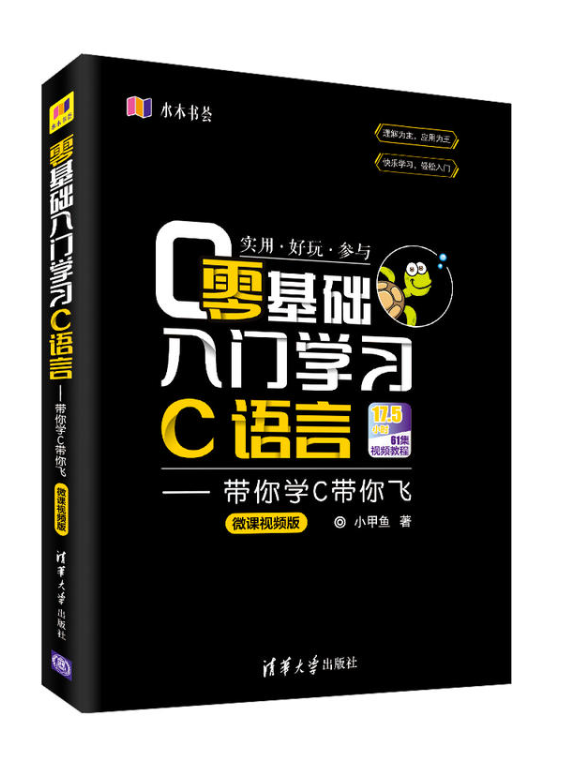 水木书荟
零基础入门学习C语言
——带你学C带你飞
微课视频版
清华大学出版社
水木书荟
理解为主，应用为王
快乐学习，轻松入门
实用·好玩·参与
零基础
入门学习
C语言
17.5
小时
61集
视频教程
——带你学C带你飞
微课视频版
◎ 小甲鱼 著
清华大学出版社